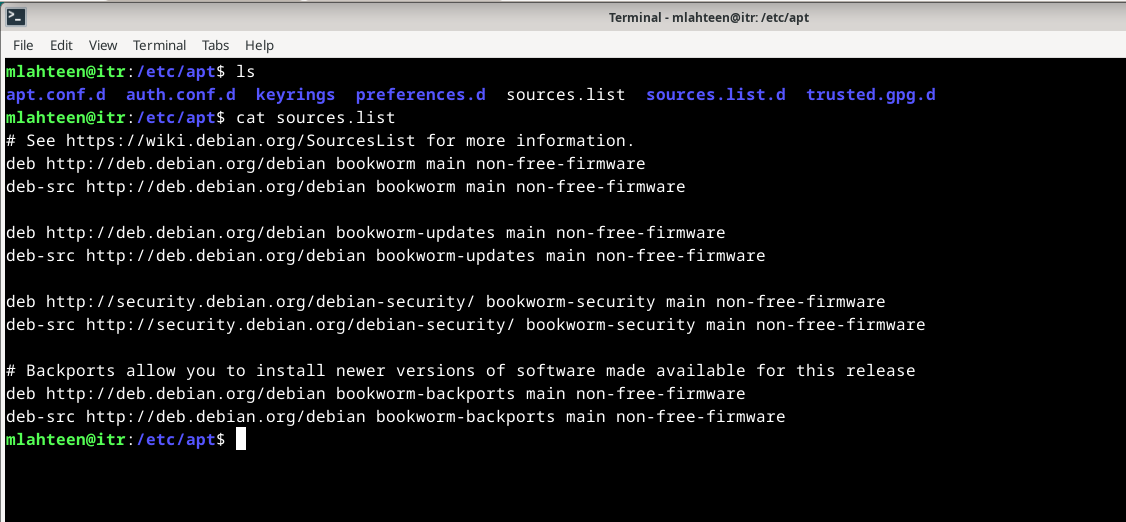 Terminal - mlahteen@itr: /etc/apt
File Edit View Terminal Tabs Help
mlahteen@itr:/etc/apt$ ls
apt.conf.d  auth.conf.d  keyrings  preferences.d  sources.list  sources.list.d  trusted.gpg.d
mlahteen@itr:/etc/apt$ cat sources.list
# See https://wiki.debian.org/SourcesList for more information.
deb http://deb.debian.org/debian bookworm main non-free-firmware
deb-src http://deb.debian.org/debian bookworm main non-free-firmware

deb http://deb.debian.org/debian bookworm-updates main non-free-firmware
deb-src http://deb.debian.org/debian bookworm-updates main non-free-firmware

deb http://security.debian.org/debian-security/ bookworm-security main non-free-firmware
deb-src http://security.debian.org/debian-security/ bookworm-security main non-free-firmware

# Backports allow you to install newer versions of software made available for this release
deb http://deb.debian.org/debian bookworm-backports main non-free-firmware
deb-src http://deb.debian.org/debian bookworm-backports main non-free-firmware
mlahteen@itr:/etc/apt$